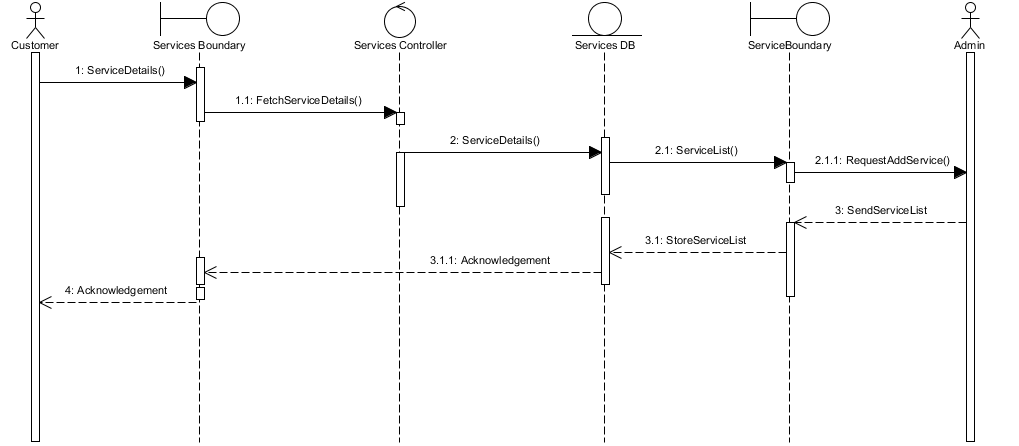 Customer
Services Boundary
Services Controller
Services DB
ServiceBoundary
Admin
1: ServiceDetails()
1.1: FetchServiceDetails()
2: ServiceDetails()
2.1: ServiceList()
2.1.1: RequestAddService()
3: SendServiceList
3.1: StoreServiceList
3.1.1: Acknowledgement
4: Acknowledgement